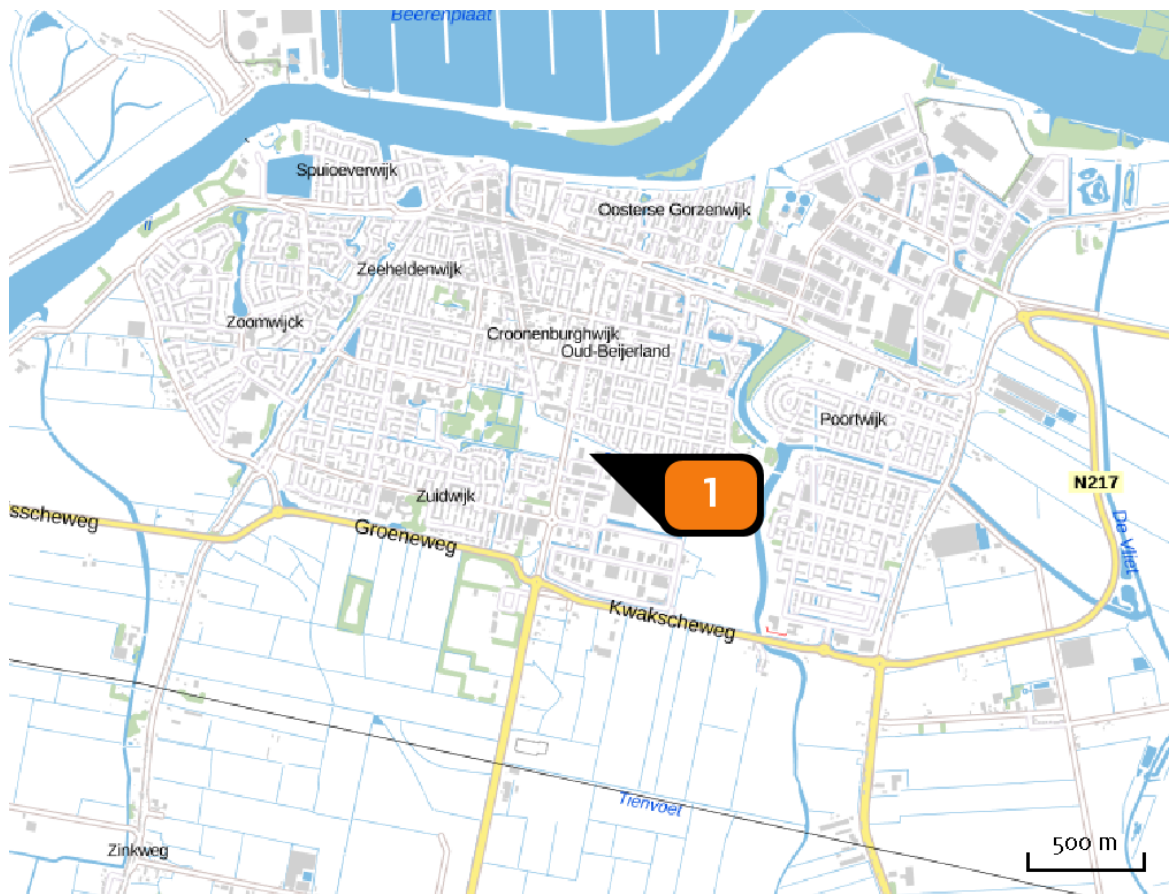 Beerenplaat
Spuioeverwijk
Oosterse Gorzenwijk
Zeeheldenwijk
Zoomwijck
Croonenburghwijk
Oud-Beijerland
Poortwijk
1
N217
Zuidwijk
sscheweg
Groeneweg
De Vliet
Kwakscheweg
Tienvoet
500 m
Zinkweg